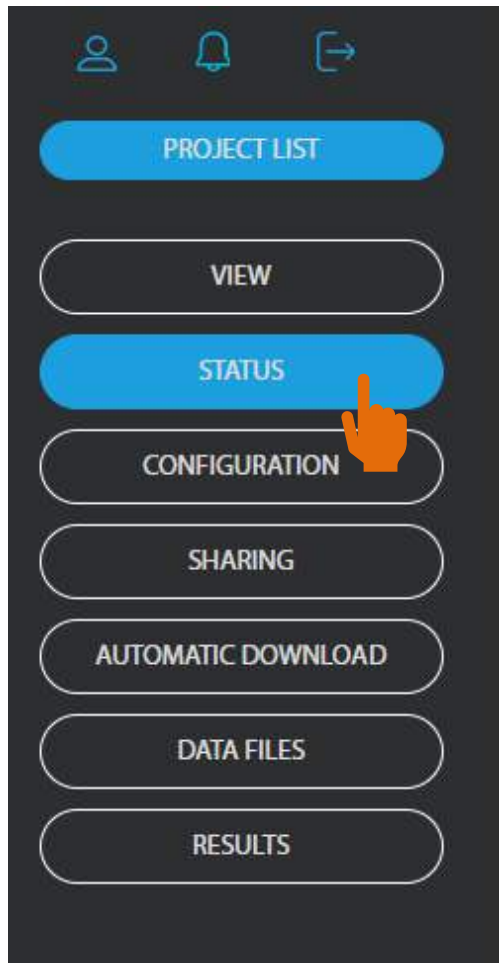 PROJECT LIST
VIEW
STATUS
CONFIGURATION
SHARING
AUTOMATIC DOWNLOAD
DATA FILES
RESULTS